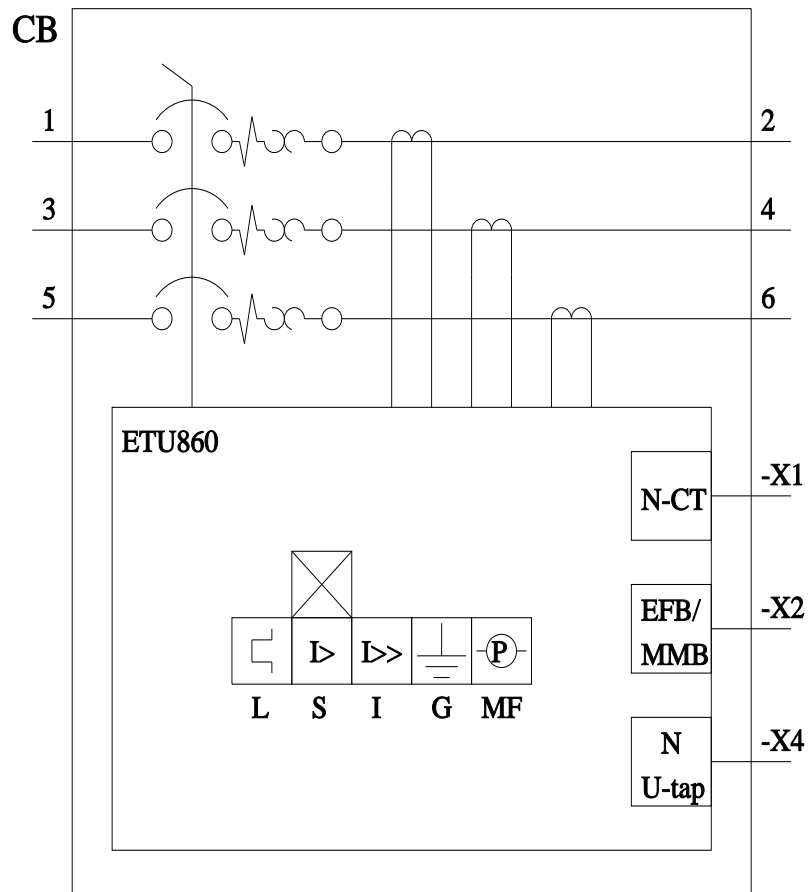 CB
1 2
3 4
5 6
ETU860
N-CT -X1
EFB/ -X2
MMB
I> I>> P
L S I G MF
N -X4
U-tap